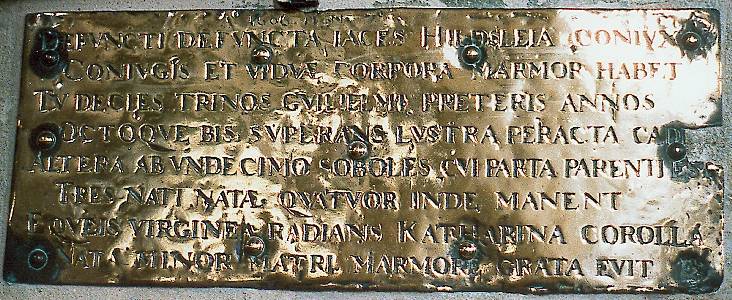 DEFVNCTI DEFVNCTA IACES HILDSLEIA CONIVX
CONIVGIS ET VIDVÆ CORPORA MARMOR HABET
TV DECIES TRINOS GVILIELME PRETERIS ANNOS
OCTOQVE BIS SVPERANS LVSTRA PERACTA CADIS
ALTERA AB VNDECIMO SOBOLES CVI PARTA PARENTI EST
TRES NATI NATÆ QVATVOR INDE MANENT
E QVEIS VIRGINEA RADIANS KATHARINA COROLLA
NATA MINOR MATRI MARMORE GRATA FVIT